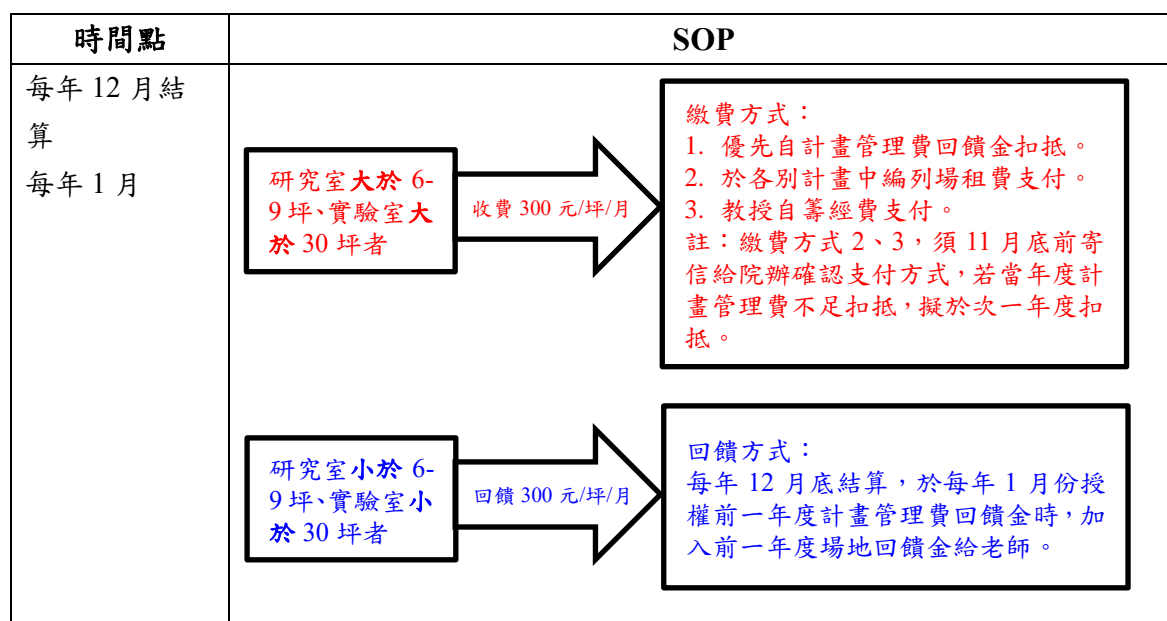 時間點
SOP
每年 12 月結
算
每年 1 月
研究室大於 6-
9 坪、實驗室大
於 30 坪者
收費 300 元/坪/月
繳費方式：
1. 優先自計畫管理費回饋金扣抵。
2. 於各別計畫中編列場租費支付。
3. 教授自籌經費支付。
註：繳費方式 2、3，須 11 月底前寄
信給院辦確認支付方式，若當年度計
畫管理費不足扣抵，擬於次一年度扣
抵。
研究室小於 6-
9 坪、實驗室小
於 30 坪者
回饋 300 元/坪/月
回饋方式：
每年 12 月底結算，於每年 1 月份授
權前一年度計畫管理費回饋金時，加
入前一年度場地回饋金給老師。